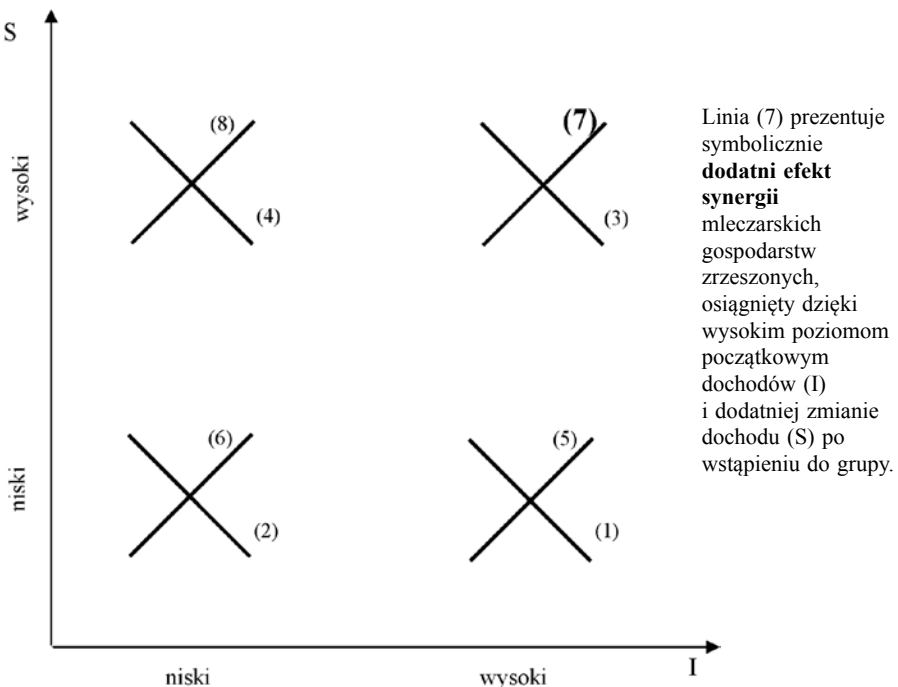 S
wysoki
niski
(8)
(4)
(7)
(3)
(6)
(2)
(5)
(1)
niski
wysoki
I
Linia (7) prezentuje
symbolicznie
dodatni efekt
synergii
mleczarskich
gospodarstw
zrzeszonych,
osiągnięty dzięki
wysokim poziomom
początkowym
dochodów (I)
i dodatniej zmianie
dochodu (S) po
wstąpieniu do grupy.